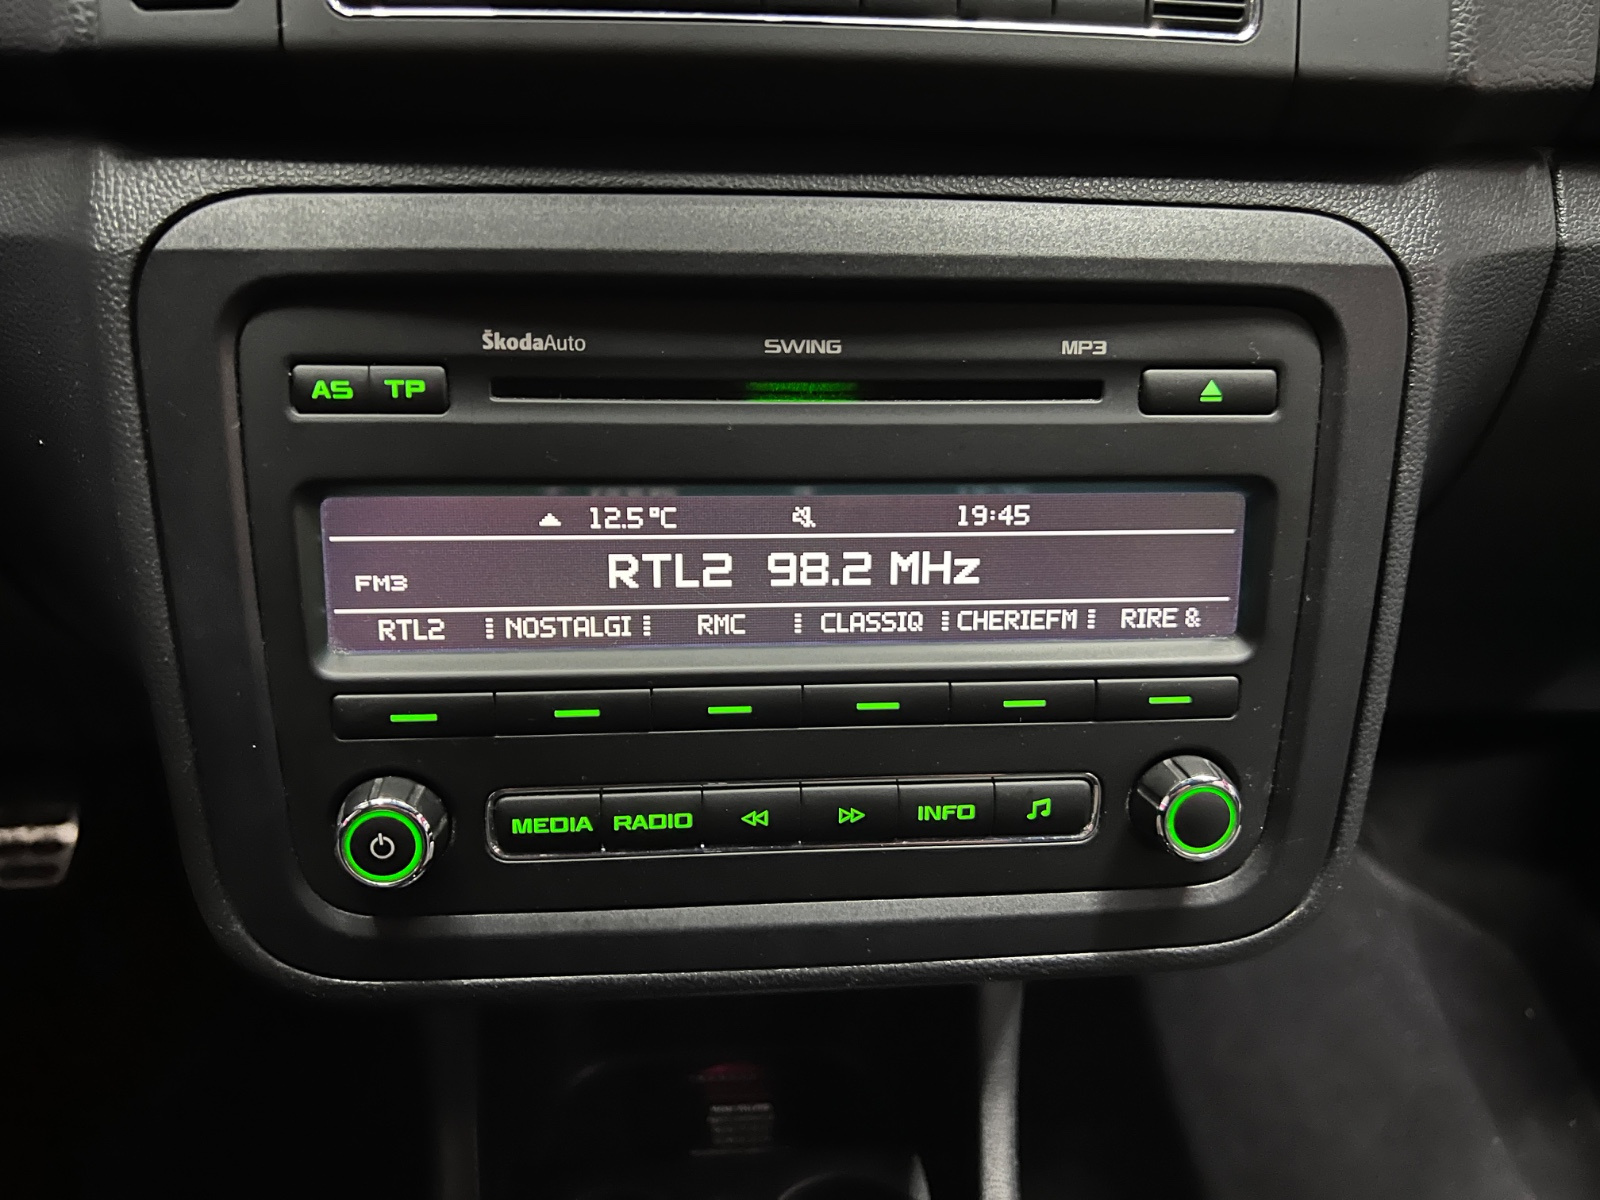 ŠkodaAuto SWING MP3
AS TP
12.5°C 19:45
FM3 RTL2 98.2 MHz
RTL2 NOSTALGI RMC CLASSIQ CHERIEFM RIRE &
MEDIA RADIO INFO